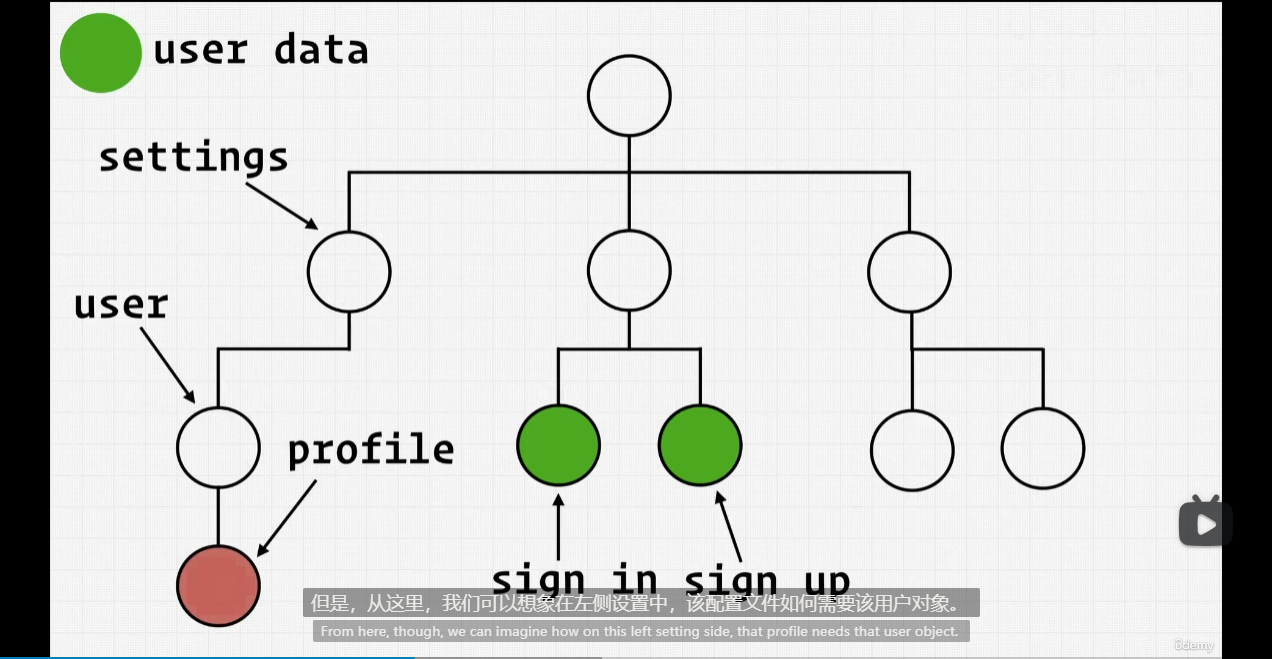 user data
settings
user
profile
sign in
sign up
但是，从这里，我们可以想象在左侧设置中，该配置文件如何需要该用户对象。
From here, though, we can imagine how on this left setting side, that profile needs that user object.
ûdemy